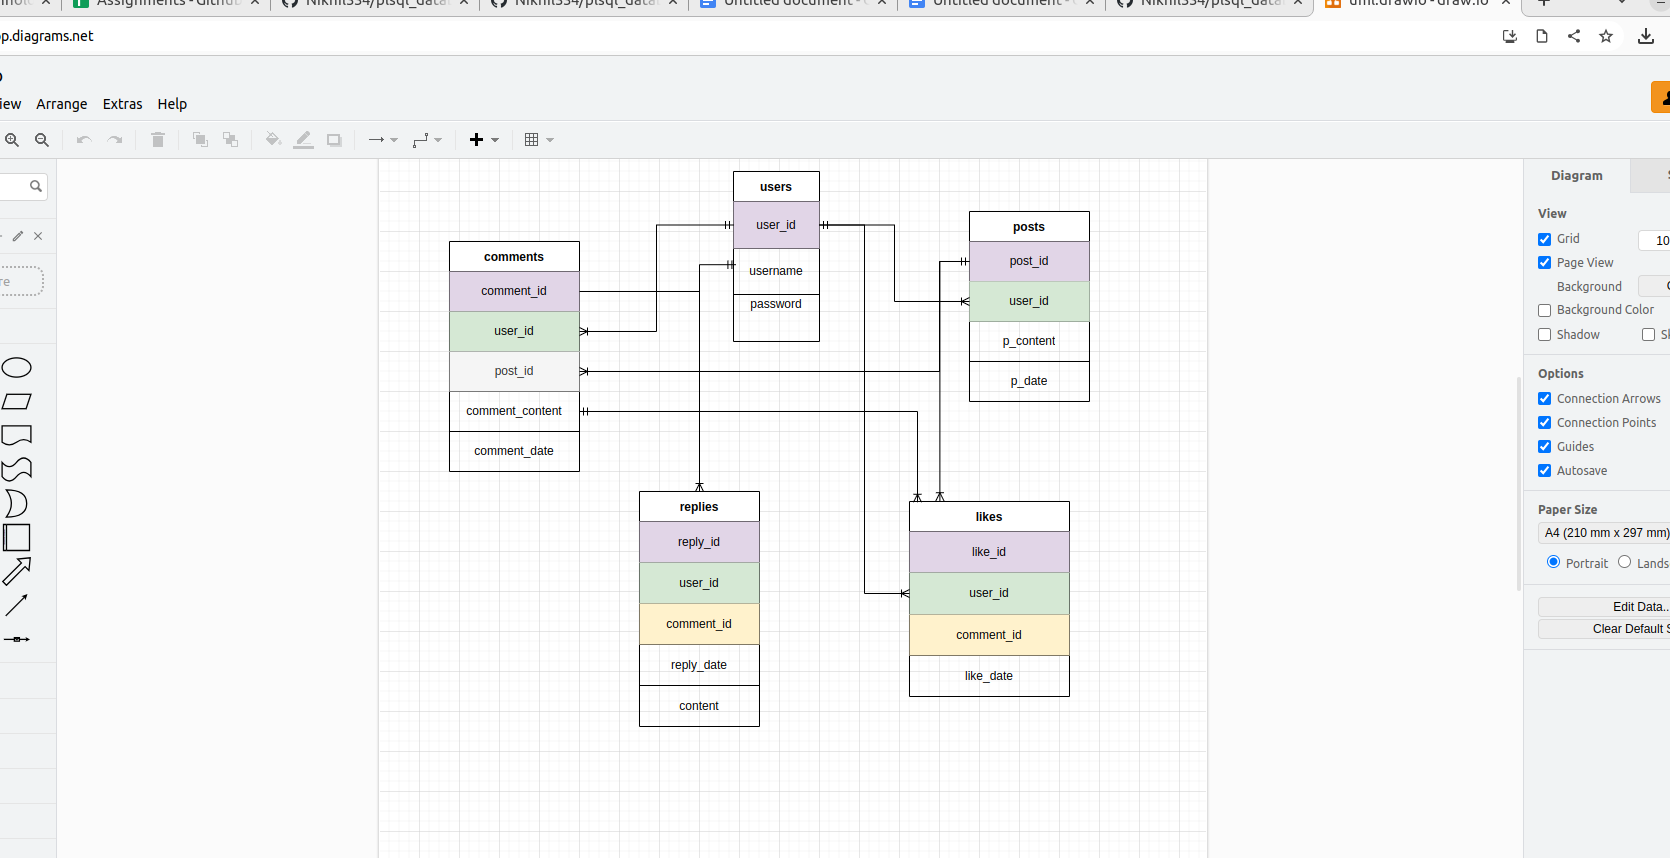 Assignments - Github
Nikhil334/plsql_data
Nikhil334/plsql_data
Untitled document -
Untitled document -
Nikhil334/plsql_data
uml.drawio - draw.io
p.diagrams.net
iew Arrange Extras Help
users
user_id
username
password
posts
post_id
user_id
p_content
p_date
comments
comment_id
user_id
post_id
comment_content
comment_date
replies
reply_id
user_id
comment_id
reply_date
content
likes
like_id
user_id
comment_id
like_date
re
Diagram
View
Grid 10
Page View
Background
Background Color
Shadow
Options
Connection Arrows
Connection Points
Guides
Autosave
Paper Size
A4 (210 mm x 297 mm)
Portrait Lands
Edit Data...
Clear Default S